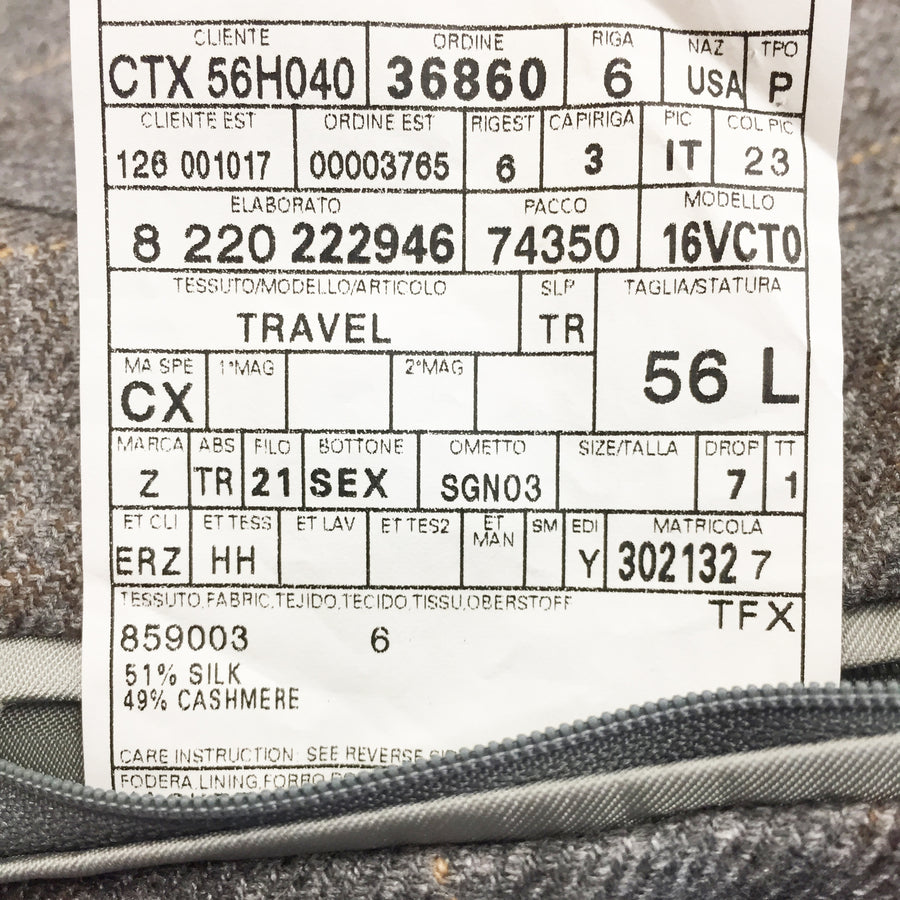 CLIENTE ORDINE RIGA NAZ TPO
CTX 56H040 36860 6 USA P
CLIENTE EST ORDINE EST RIGEST CAPIRIGA PIC COL PIC
126 001017 00003765 6 3 IT 23
ELABORATO PACCO MODELLO
8 220 222946 74350 16VCT0
TESSUTO/MODELLO/ARTICOLO SLP TAGLIA/STATURA
TRAVEL TR 56 L
MA SPE 1°MAG 2°MAG
CX
MARCA ABS FILO BOTTONE OMETTO SIZE/TALLA DROP TT
Z TR 21 SEX SGN03 7 1
ET CLI ET TESS ET LAV ET TES2 ET MAN SM EDI MATRICOLA
ERZ HH Y 302132 7
TESSUTO,FABRIC,TEJIDO,TECIDO,TISSU,OBERSTOFF
TFX
859003 6
51% SILK
49% CASHMERE
CARE INSTRUCTION: SEE REVERSE
FODERA,LINING,FORRO